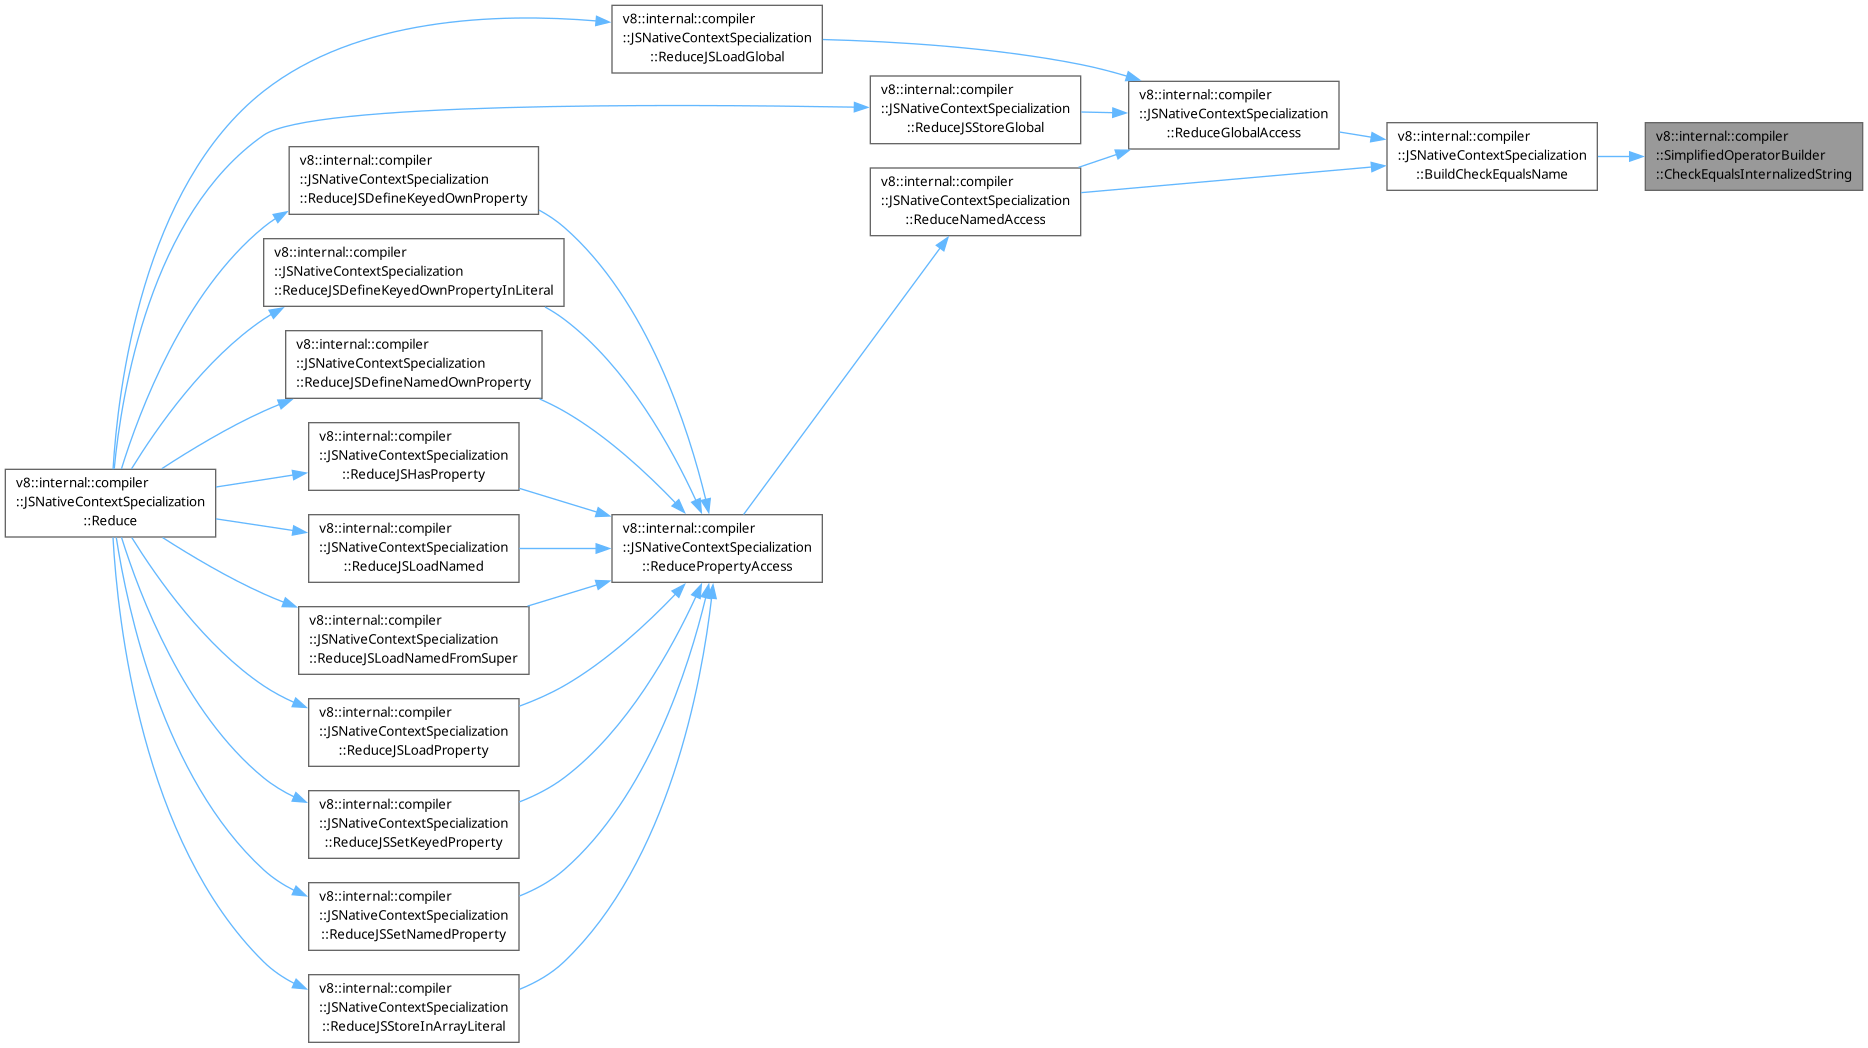 v8::internal::compiler
::JSNativeContextSpecialization
::ReduceJSLoadGlobal
v8::internal::compiler
::JSNativeContextSpecialization
::ReduceJSStoreGlobal
v8::internal::compiler
::JSNativeContextSpecialization
::ReduceGlobalAccess
v8::internal::compiler
::JSNativeContextSpecialization
::BuildCheckEqualsName
v8::internal::compiler
::SimplifiedOperatorBuilder
::CheckEqualsInternalizedString
v8::internal::compiler
::JSNativeContextSpecialization
::ReduceJSDefineKeyedOwnProperty
v8::internal::compiler
::JSNativeContextSpecialization
::ReduceNamedAccess
v8::internal::compiler
::JSNativeContextSpecialization
::ReduceJSDefineKeyedOwnPropertyInLiteral
v8::internal::compiler
::JSNativeContextSpecialization
::ReduceJSDefineNamedOwnProperty
v8::internal::compiler
::JSNativeContextSpecialization
::ReduceJSHasProperty
v8::internal::compiler
::JSNativeContextSpecialization
::Reduce
v8::internal::compiler
::JSNativeContextSpecialization
::ReduceJSLoadNamed
v8::internal::compiler
::JSNativeContextSpecialization
::ReducePropertyAccess
v8::internal::compiler
::JSNativeContextSpecialization
::ReduceJSLoadNamedFromSuper
v8::internal::compiler
::JSNativeContextSpecialization
::ReduceJSLoadProperty
v8::internal::compiler
::JSNativeContextSpecialization
::ReduceJSSetKeyedProperty
v8::internal::compiler
::JSNativeContextSpecialization
::ReduceJSSetNamedProperty
v8::internal::compiler
::JSNativeContextSpecialization
::ReduceJSStoreInArrayLiteral